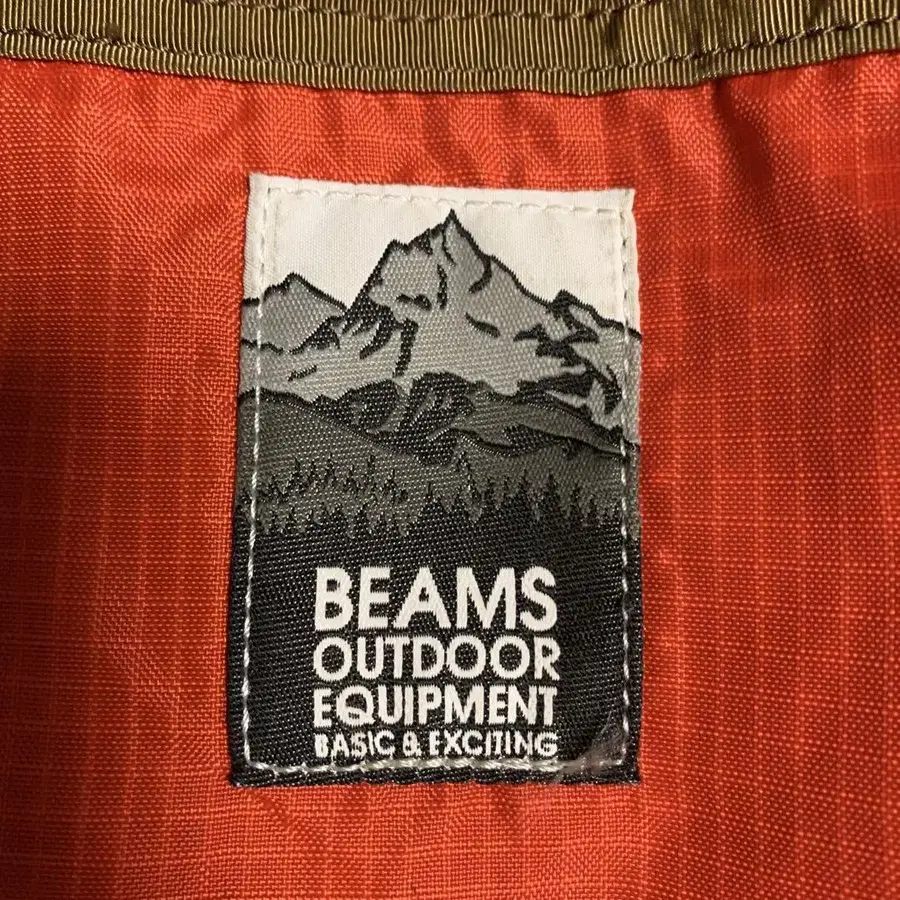 BEAMS
OUTDOOR
EQUIPMENT
BASIC & EXCITING